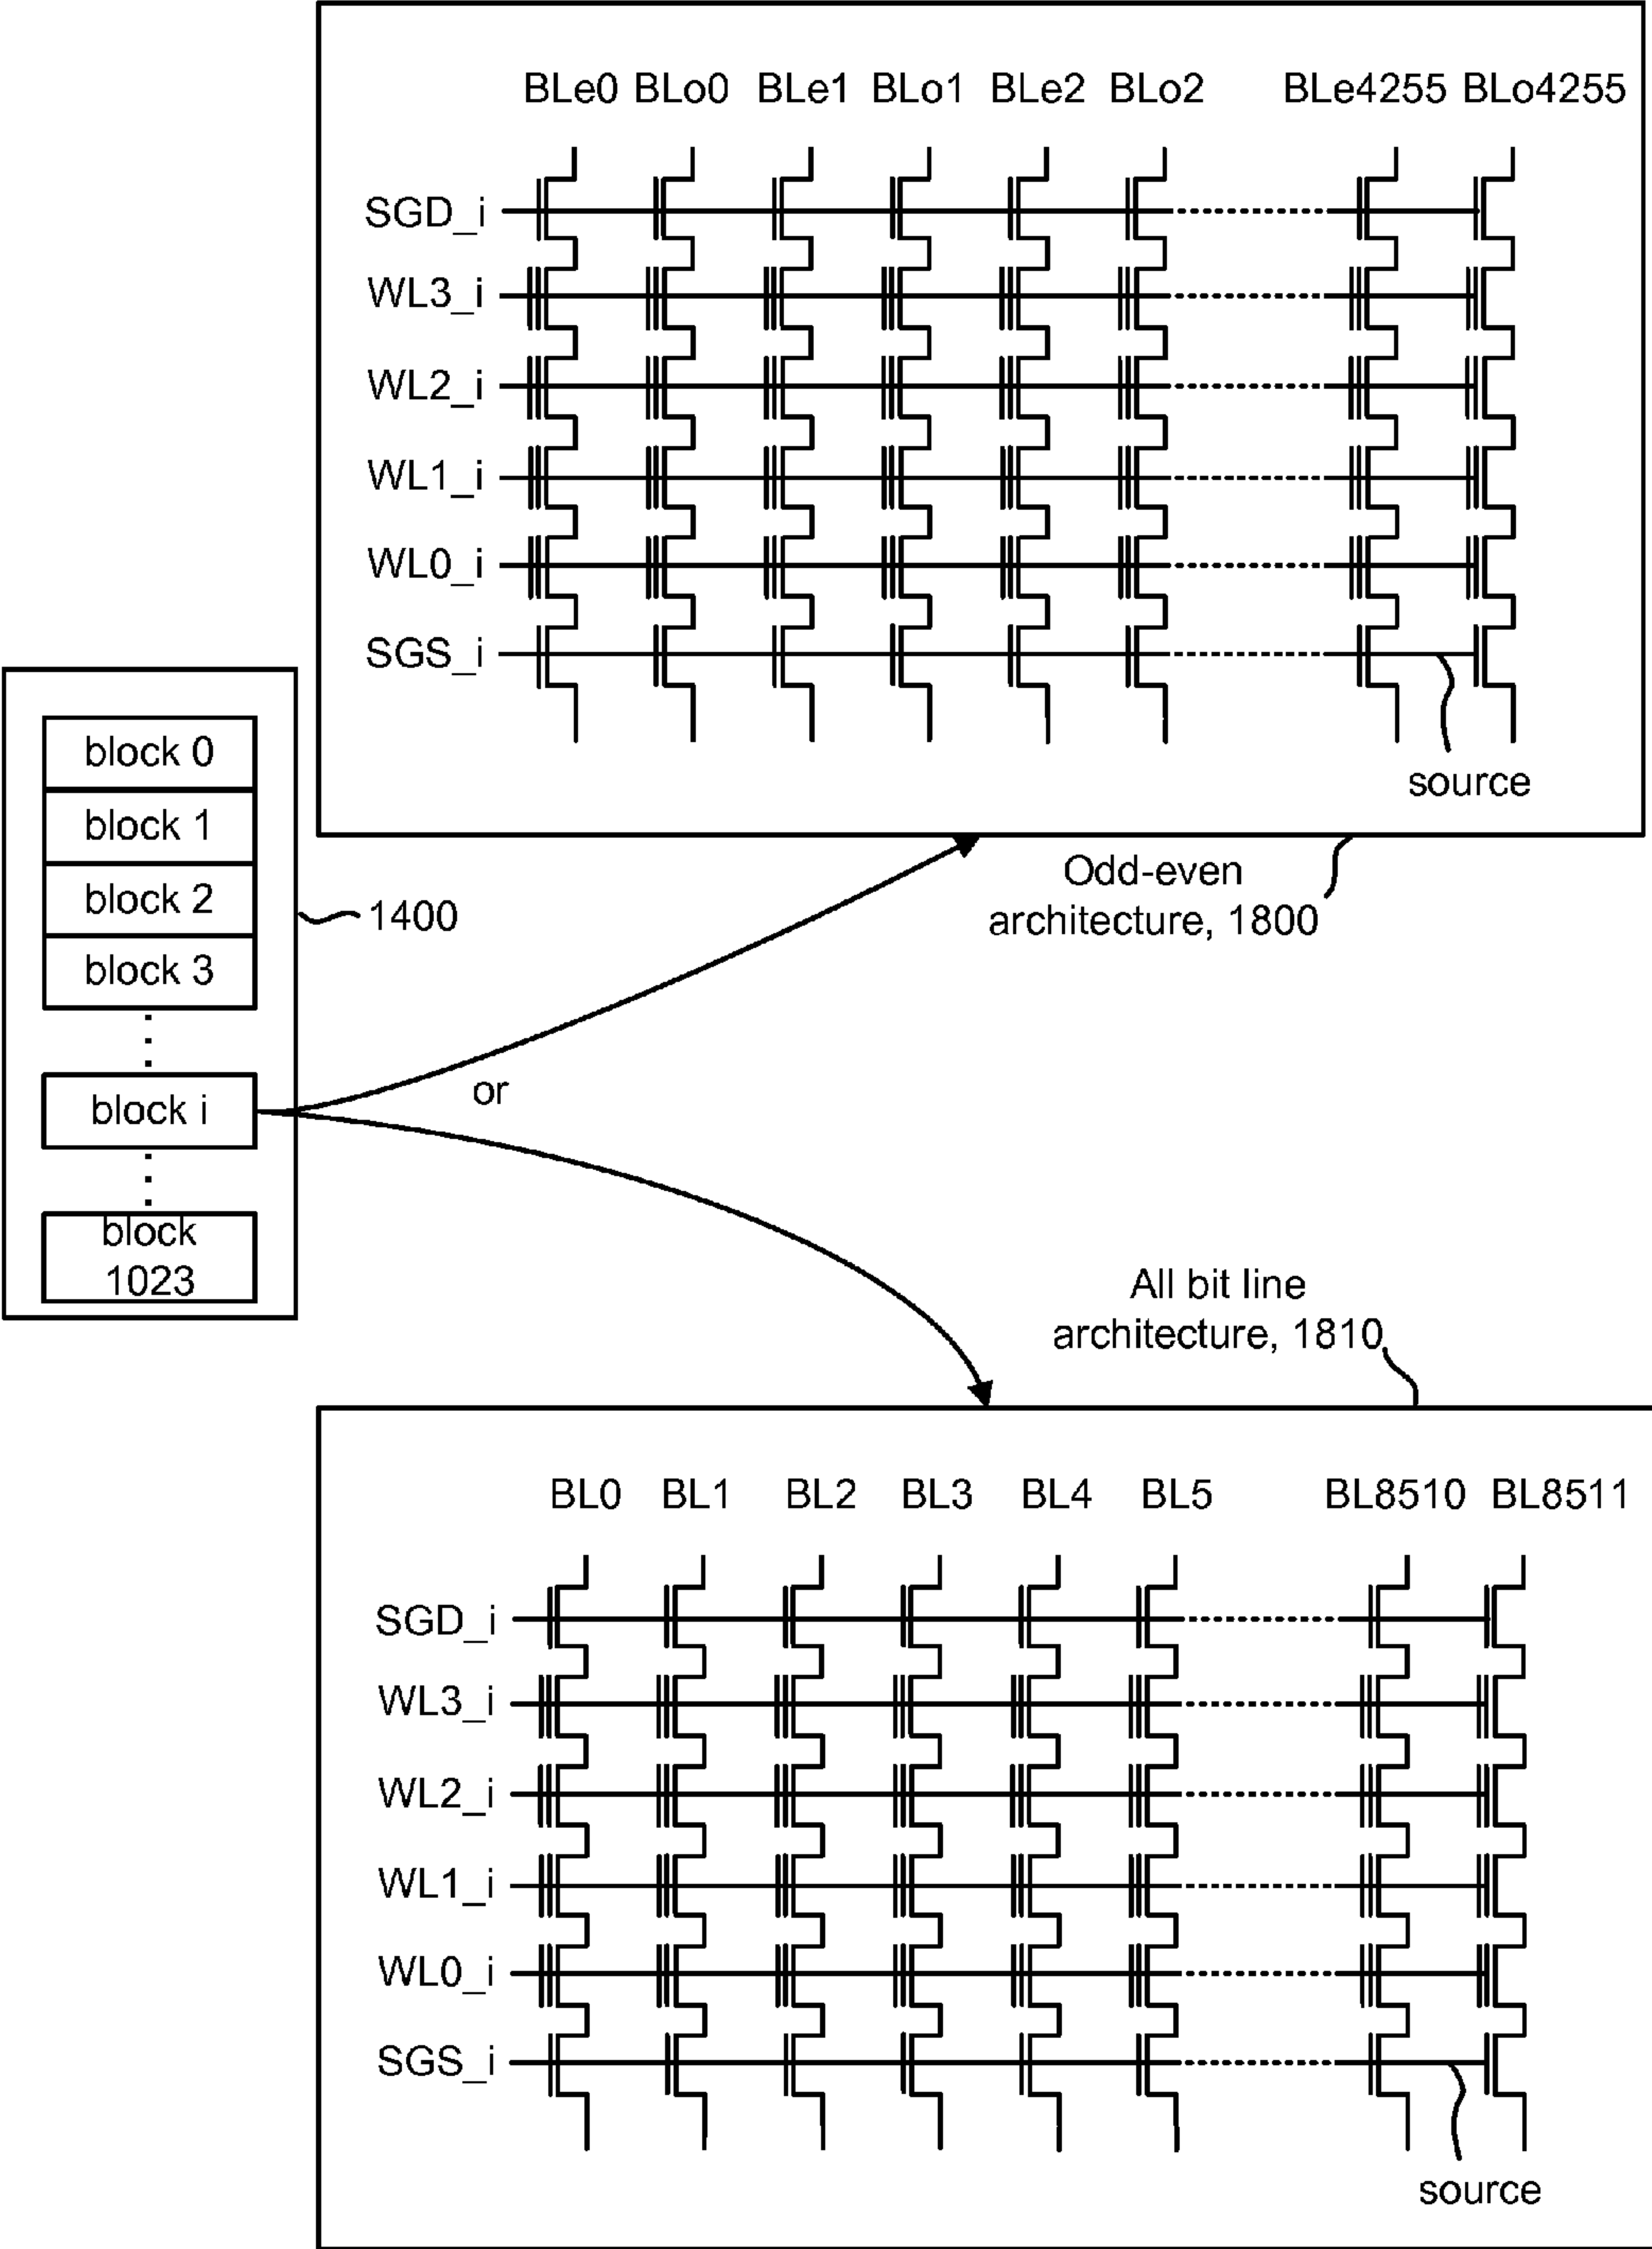 BLe0 BLo0 BLe1 BLo1 BLe2 BLo2 BLe4255 BLo4255
SGD_i
WL3_i
WL2_i
WL1_i
WL0_i
SGS_i
source
block 0
block 1
block 2
block 3
block i
block
1023
1400
or
Odd-even
architecture, 1800
All bit line
architecture, 1810
BL0 BL1 BL2 BL3 BL4 BL5 BL8510 BL8511
SGD_i
WL3_i
WL2_i
WL1_i
WL0_i
SGS_i
source